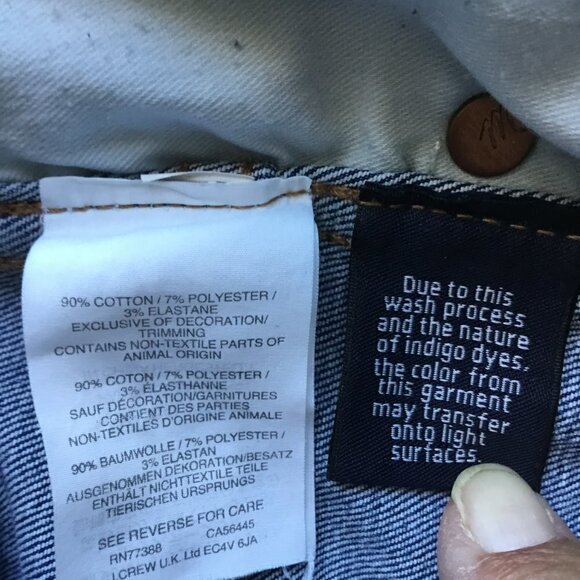 90% COTTON / 7% POLYESTER /
3% ELASTANE
EXCLUSIVE OF DECORATION/
TRIMMING
CONTAINS NON-TEXTILE PARTS OF
ANIMAL ORIGIN
90% COTON / 7% POLYESTER /
3% ÉLASTHANNE
SAUF DÉCORATION/GARNITURES
CONTIENT DES PARTIES
NON-TEXTILES D'ORIGINE ANIMALE
90% BAUMWOLLE / 7% POLYESTER /
3% ELASTAN
AUSGENOMMEN DEKORATION/BESATZ
ENTHÄLT NICHTTEXTILE TEILE
TIERISCHEN URSPRUNGS
SEE REVERSE FOR CARE
RN77388 CA56445
J.CREW U.K. Ltd EC4V 6JA
Due to this
wash process
and the nature
of indigo dyes,
the color from
this garment
may transfer
onto light
surfaces.